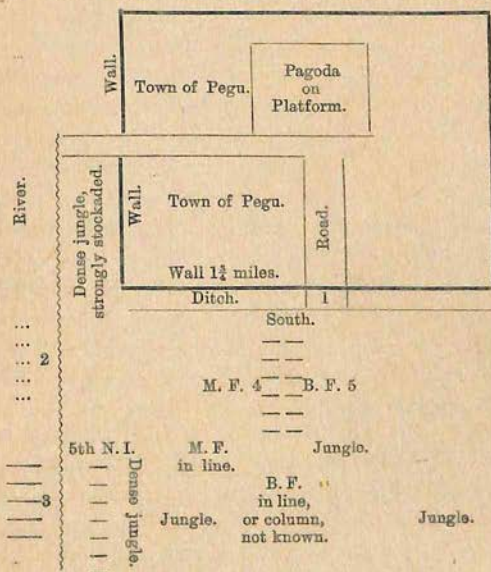 Wall.
Town of Pegu.
Pagoda
on
Platform.
River.
Dense jungle,
strongly stockaded.
Wall.
Town of Pegu.
Road.
Wall 1¾ miles.
Ditch.
1
South.
2
M. F. 4
B. F. 5
5th N. I.
M. F.
in line.
Jungle.
3
Dense jungle.
Jungle.
B. F.
in line,
or column,
not known.
Jungle.